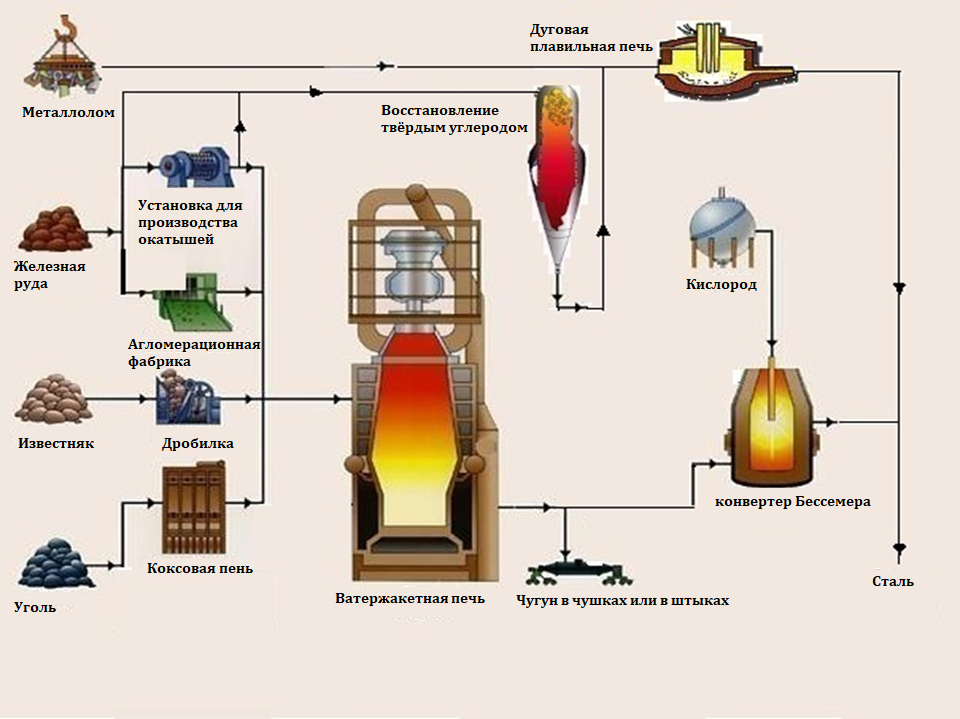 Дуговая
плавильная печь
Металлолом
Восстановление
твёрдым углеродом
Установка для
производства
окатышей
Железная
руда
Кислород
Агломерационная
фабрика
Известняк
Дробилка
конвертер Бессемера
Коксовая пень
Сталь
Ватержакетная печь
Чугун в чушках или в штыках
Уголь